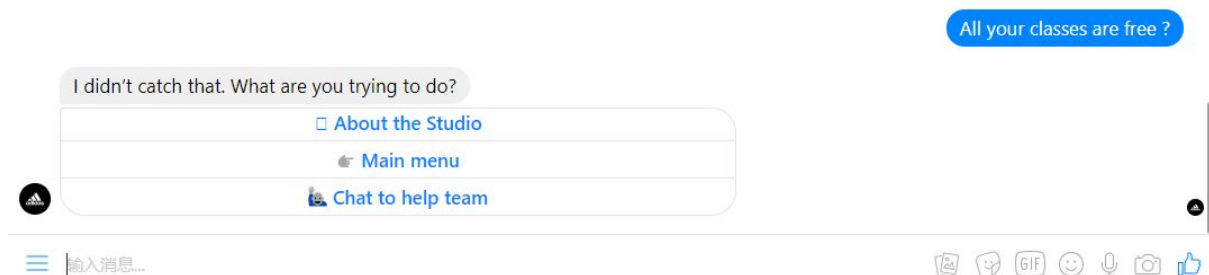 All your classes are free ?
I didn't catch that. What are you trying to do?
About the Studio
Main menu
Chat to help team
adidas
输入消息...
GIF